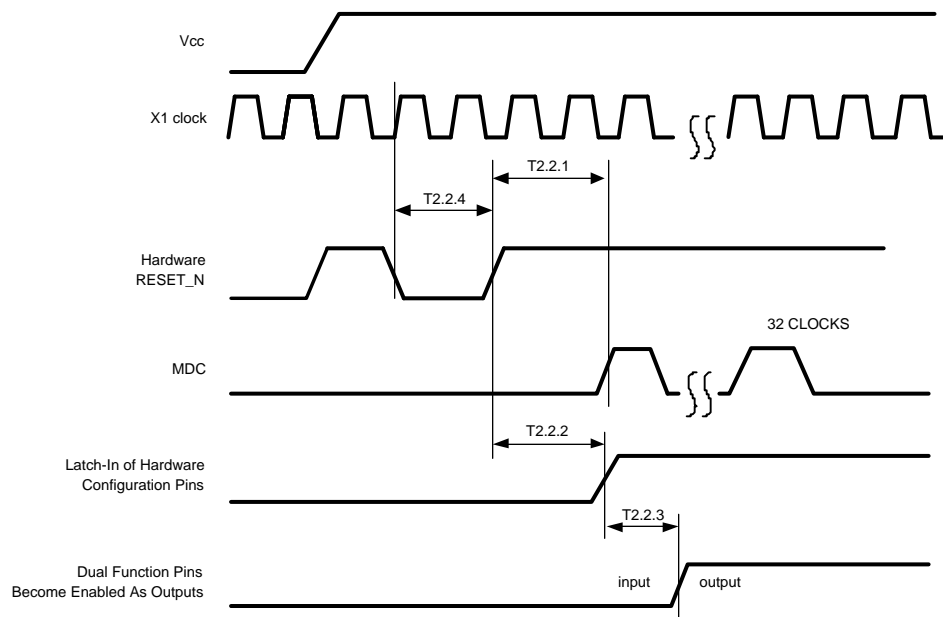 Vcc
X1 clock
T2.2.1
T2.2.4
Hardware
RESET_N
32 CLOCKS
MDC
T2.2.2
Latch-In of Hardware
Configuration Pins
T2.2.3
Dual Function Pins
Become Enabled As Outputs
input
output